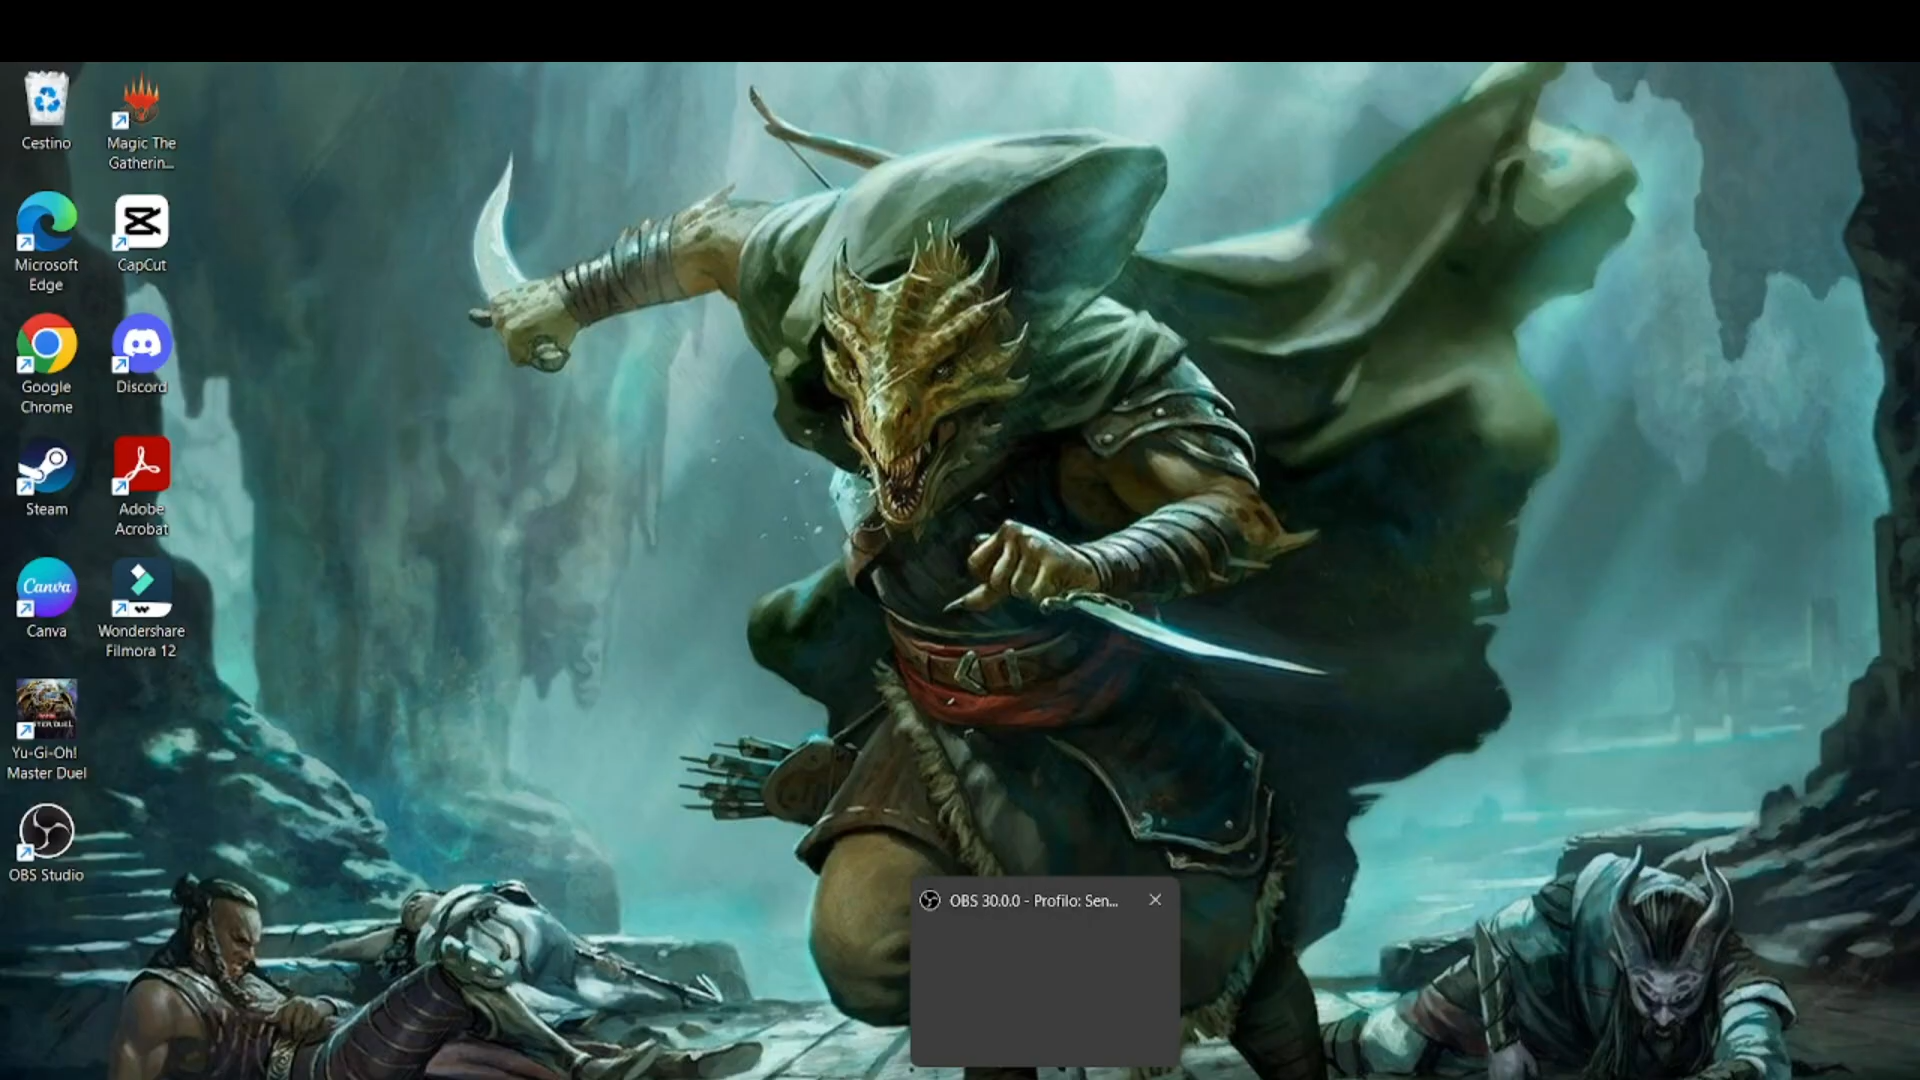 Cestino
Magic The
Gatherin...
Microsoft
Edge
CapCut
Google
Chrome
Discord
Steam
Adobe
Acrobat
Canva
Canva
Wondershare
Filmora 12
Yu-Gi-Oh!
Master Duel
OBS Studio
OBS 30.0.0 - Profilo: Sen...